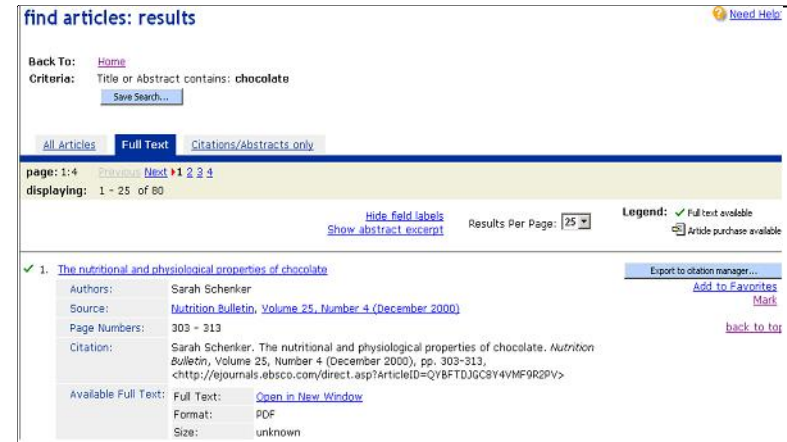 find articles: results
Need Help
Back To: Home
Criteria: Title or Abstract contains: chocolate
Save Search...
All Articles Full Text Citations/Abstracts only
page: 1:4 Previous Next 1 2 3 4
displaying: 1 - 25 of 80
Hide field labels
Show abstract excerpt
Results Per Page: 25
Legend: Full text available
Article purchase available
1. The nutritional and physiological properties of chocolate
Export to citation manager...
Add to Favorites
Mark
back to top
Authors: Sarah Schenker
Source: Nutrition Bulletin, Volume 25, Number 4 (December 2000)
Page Numbers: 303 - 313
Citation: Sarah Schenker. The nutritional and physiological properties of chocolate. Nutrition
Bulletin, Volume 25, Number 4 (December 2000), pp. 303-313,
<http://ejournals.ebsco.com/direct.asp?ArticleID=QYBFTDJGC8Y4VMF9R2PV>
Available Full Text: Full Text: Open in New Window
Format: PDF
Size: unknown